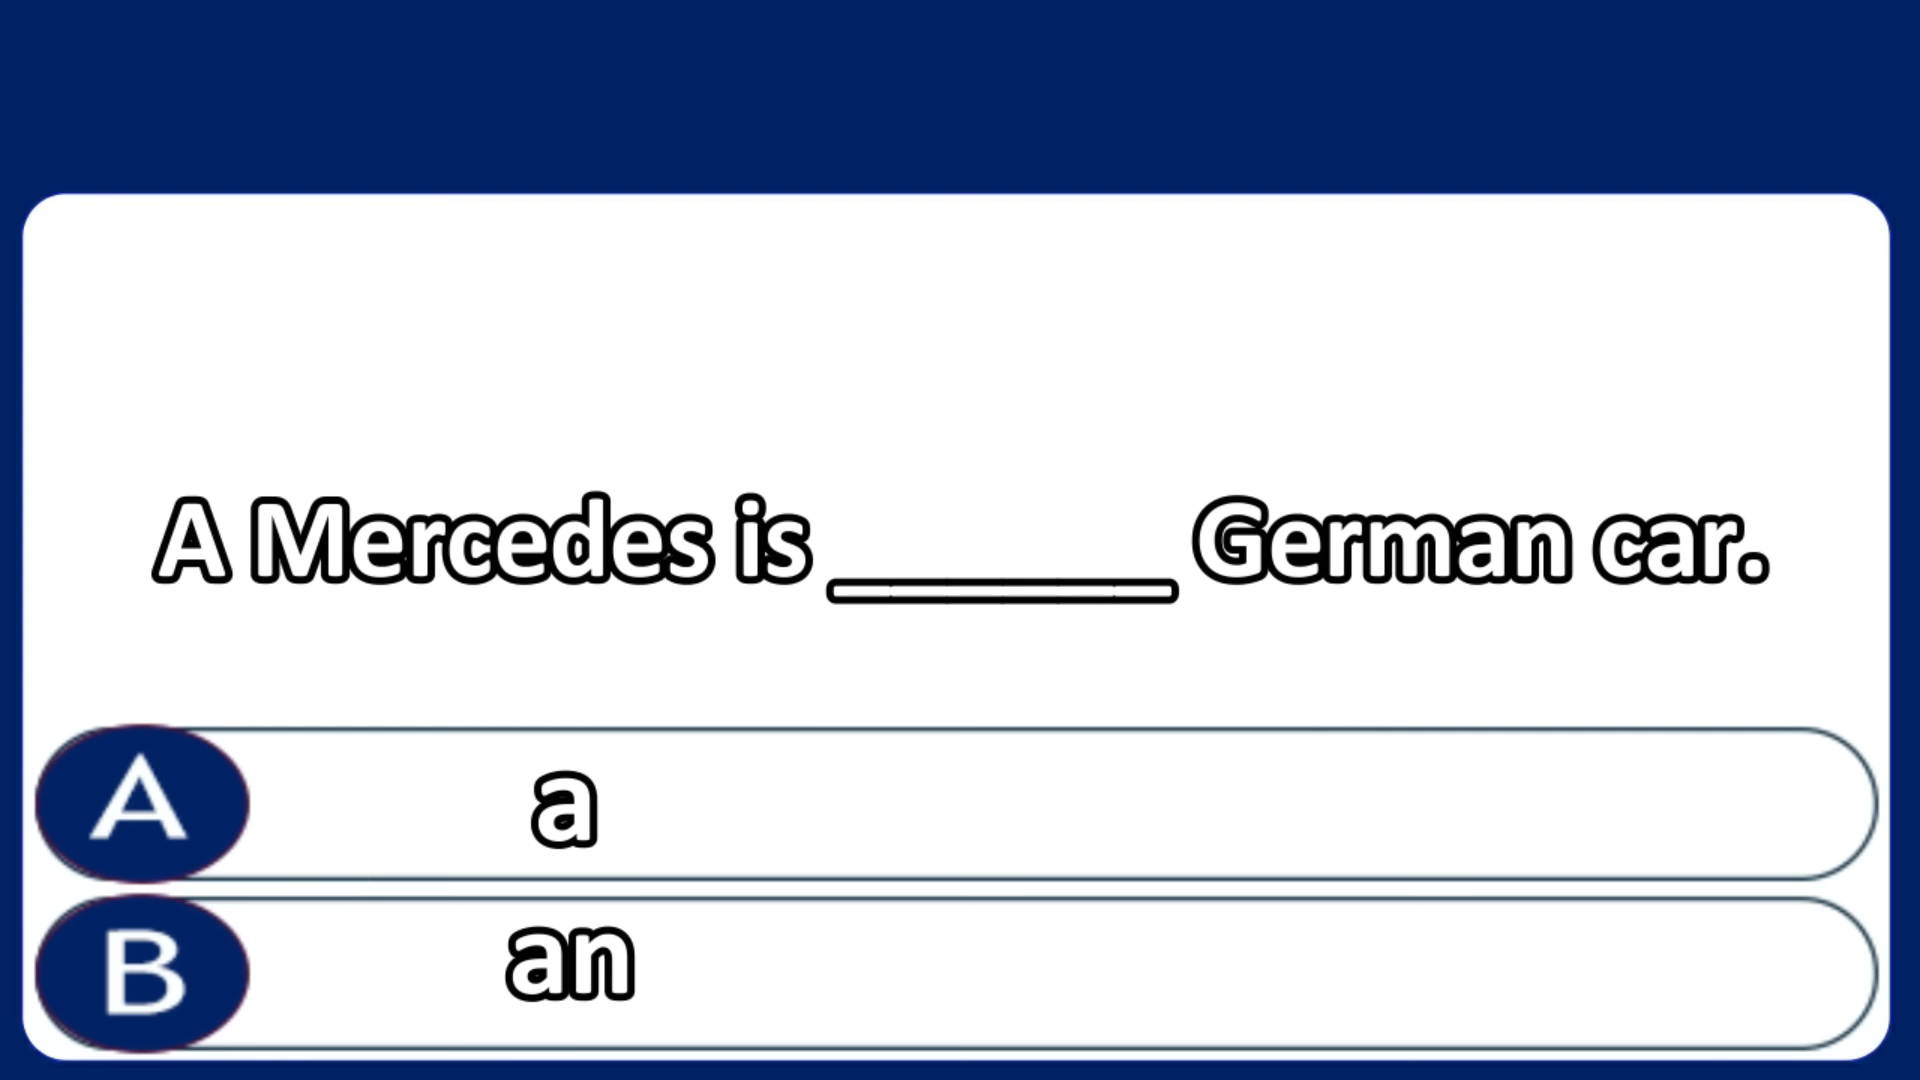 A Mercedes is ______ German car.
A a
B an